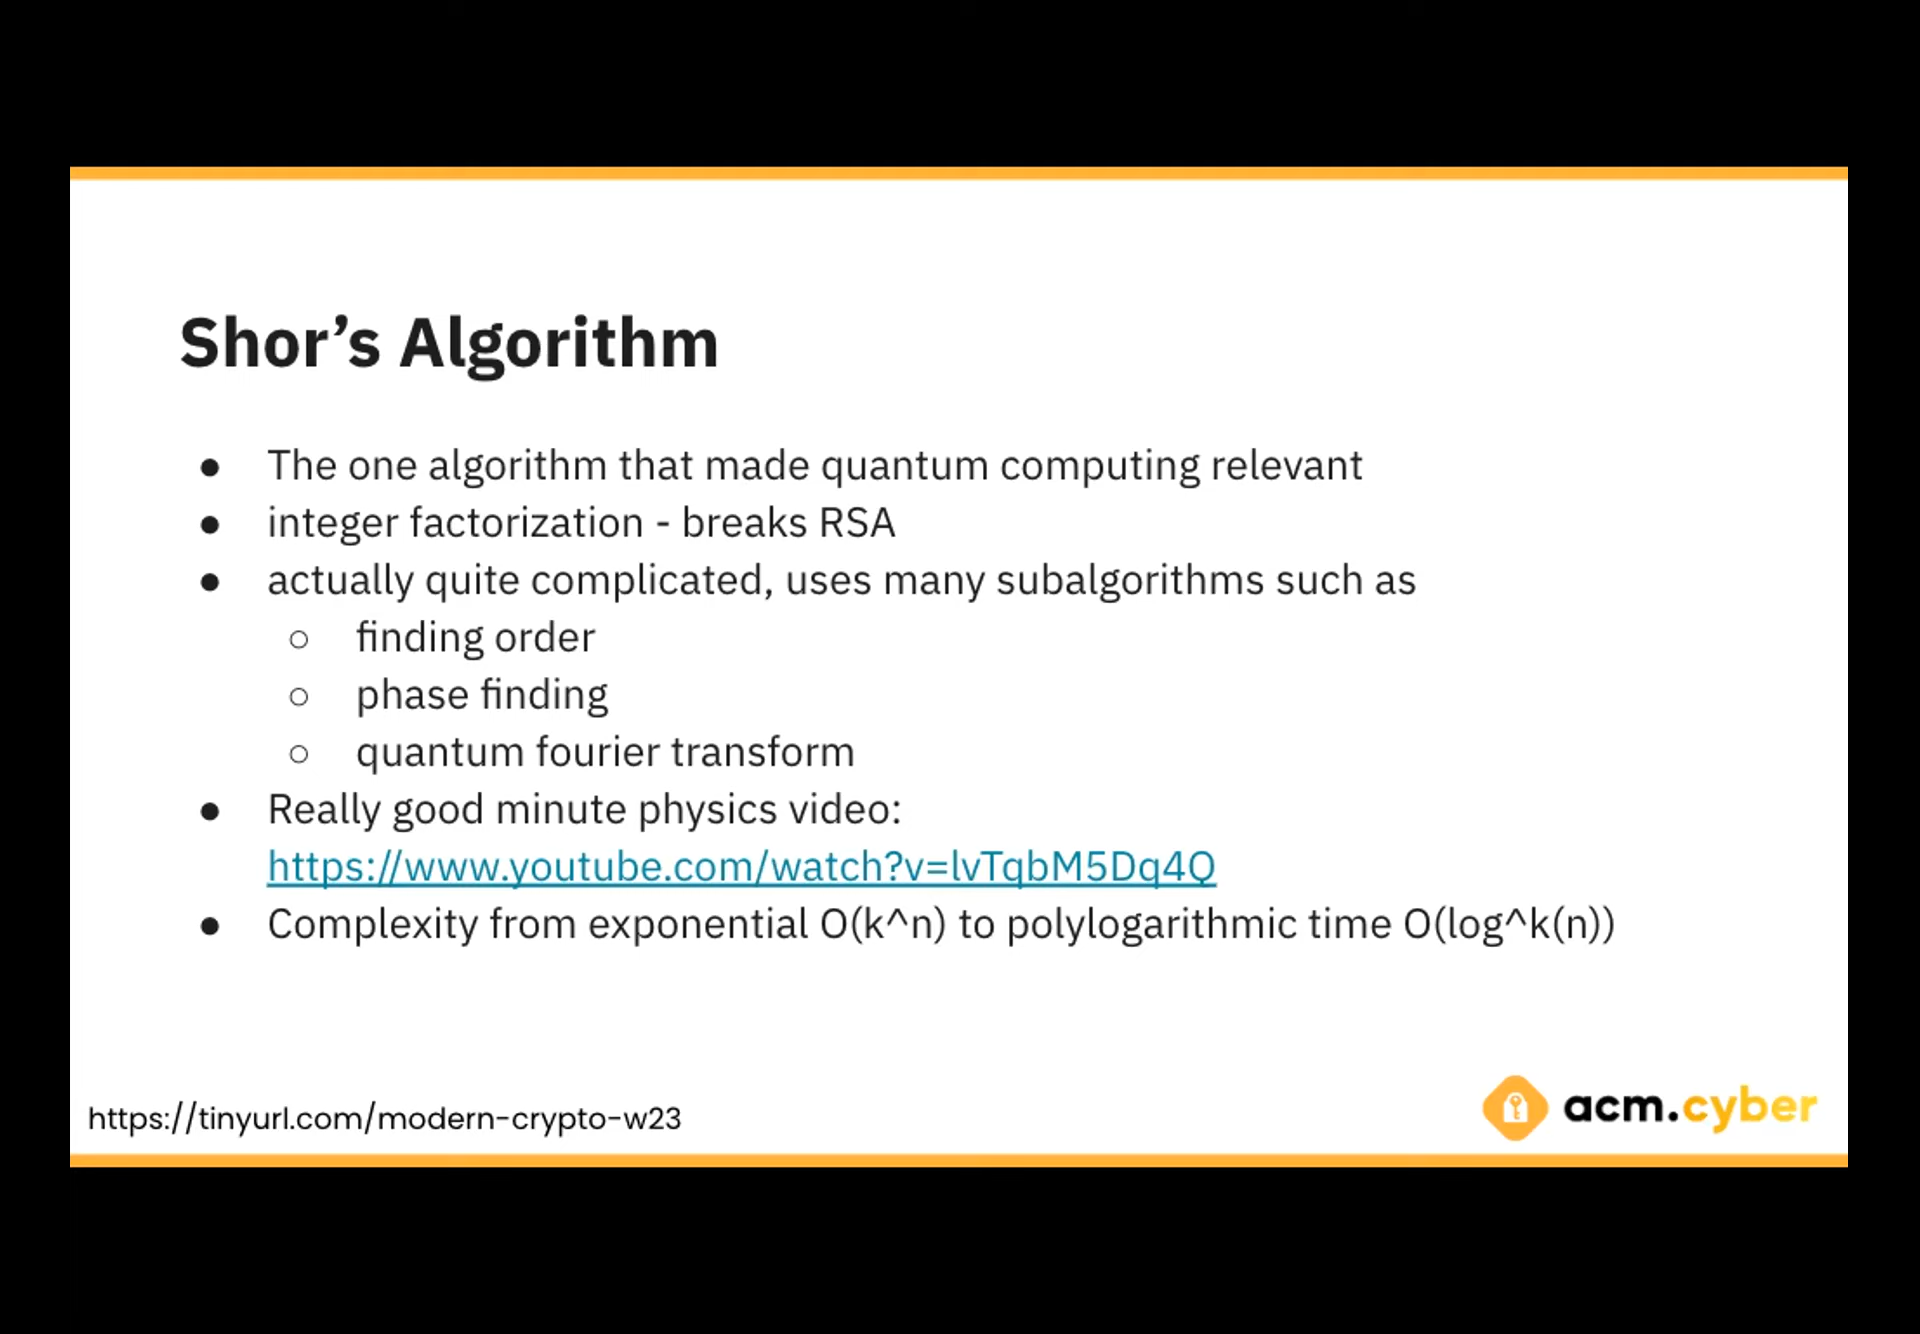 Shor’s Algorithm
● The one algorithm that made quantum computing relevant
● integer factorization - breaks RSA
● actually quite complicated, uses many subalgorithms such as
○ finding order
○ phase finding
○ quantum fourier transform
● Really good minute physics video:
https://www.youtube.com/watch?v=lvTqbM5Dq4Q
● Complexity from exponential O(k^n) to polylogarithmic time O(log^k(n))
https://tinyurl.com/modern-crypto-w23
acm.cyber